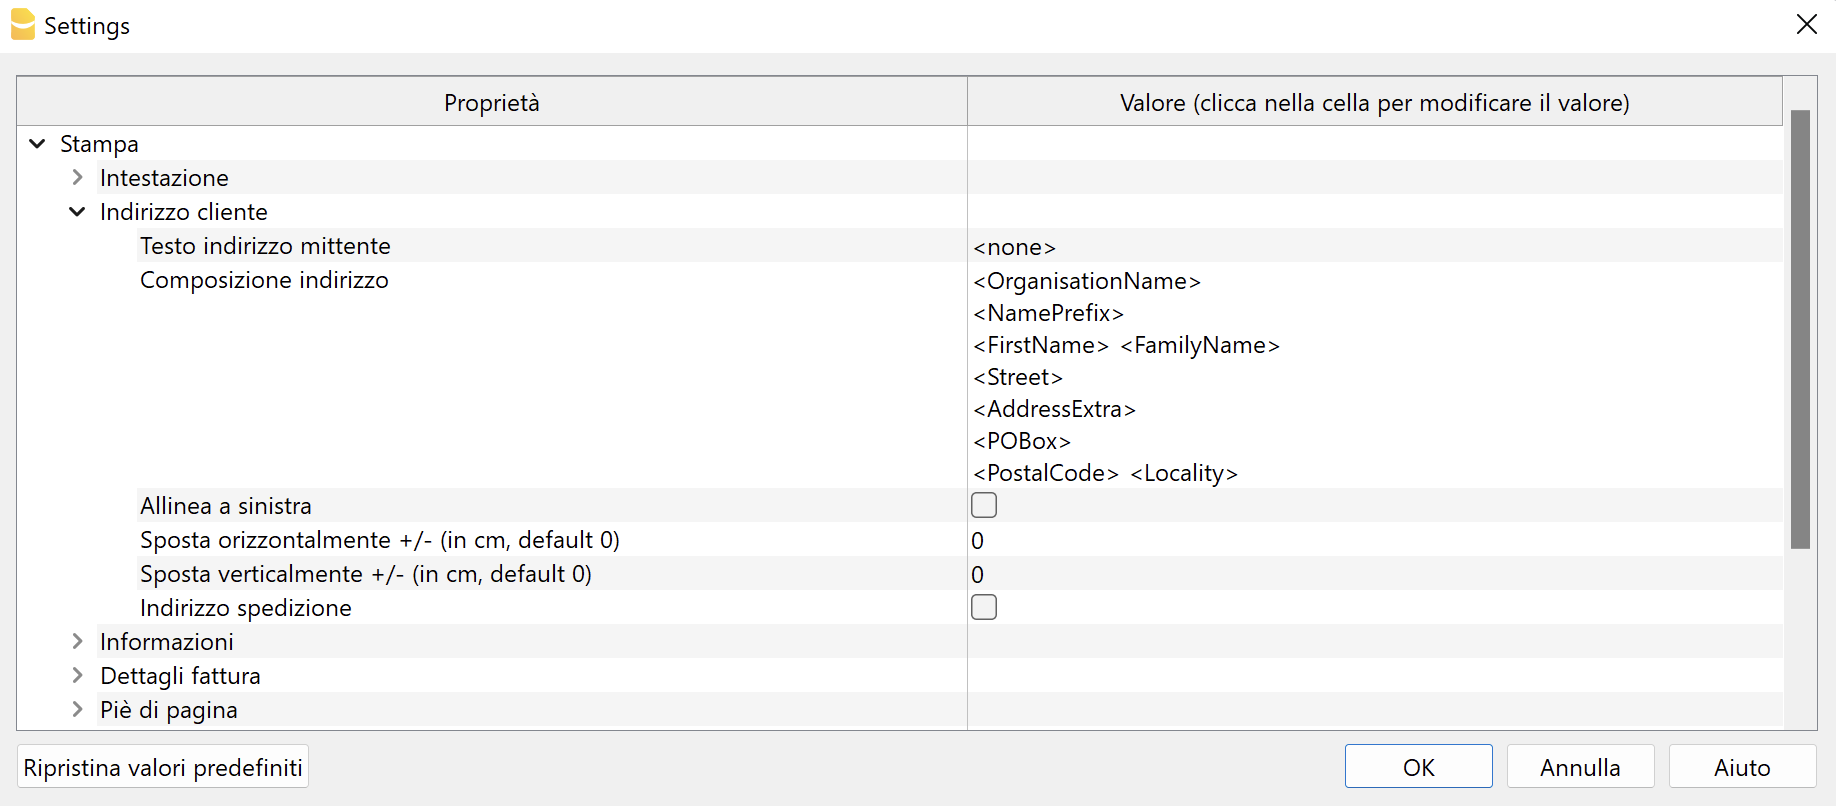 Settings
Proprietà
Valore (clicca nella cella per modificare il valore)
Stampa
Intestazione
Indirizzo cliente
Testo indirizzo mittente
<none>
Composizione indirizzo
<OrganisationName>
<NamePrefix>
<FirstName> <FamilyName>
<Street>
<AddressExtra>
<POBox>
<PostalCode> <Locality>
Allinea a sinistra
Sposta orizzontalmente +/- (in cm, default 0)
0
Sposta verticalmente +/- (in cm, default 0)
0
Indirizzo spedizione
Informazioni
Dettagli fattura
Piè di pagina
Ripristina valori predefiniti
OK
Annulla
Aiuto